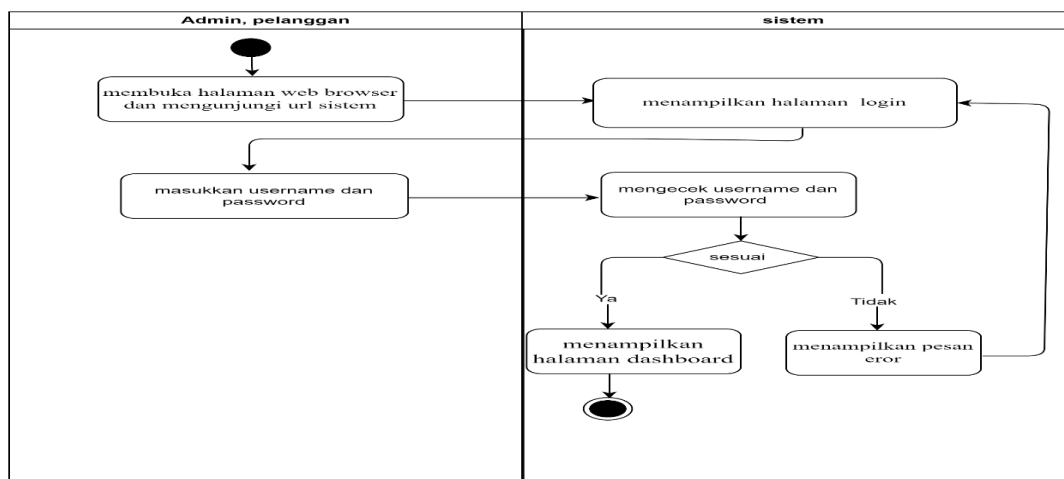 Admin, pelanggan
sistem
membuka halaman web browser
dan mengunjungi url sistem
menampilkan halaman login
masukkan username dan
password
mengecek username dan
password
sesuai
Ya
Tidak
menampilkan
halaman dashboard
menampilkan pesan
eror